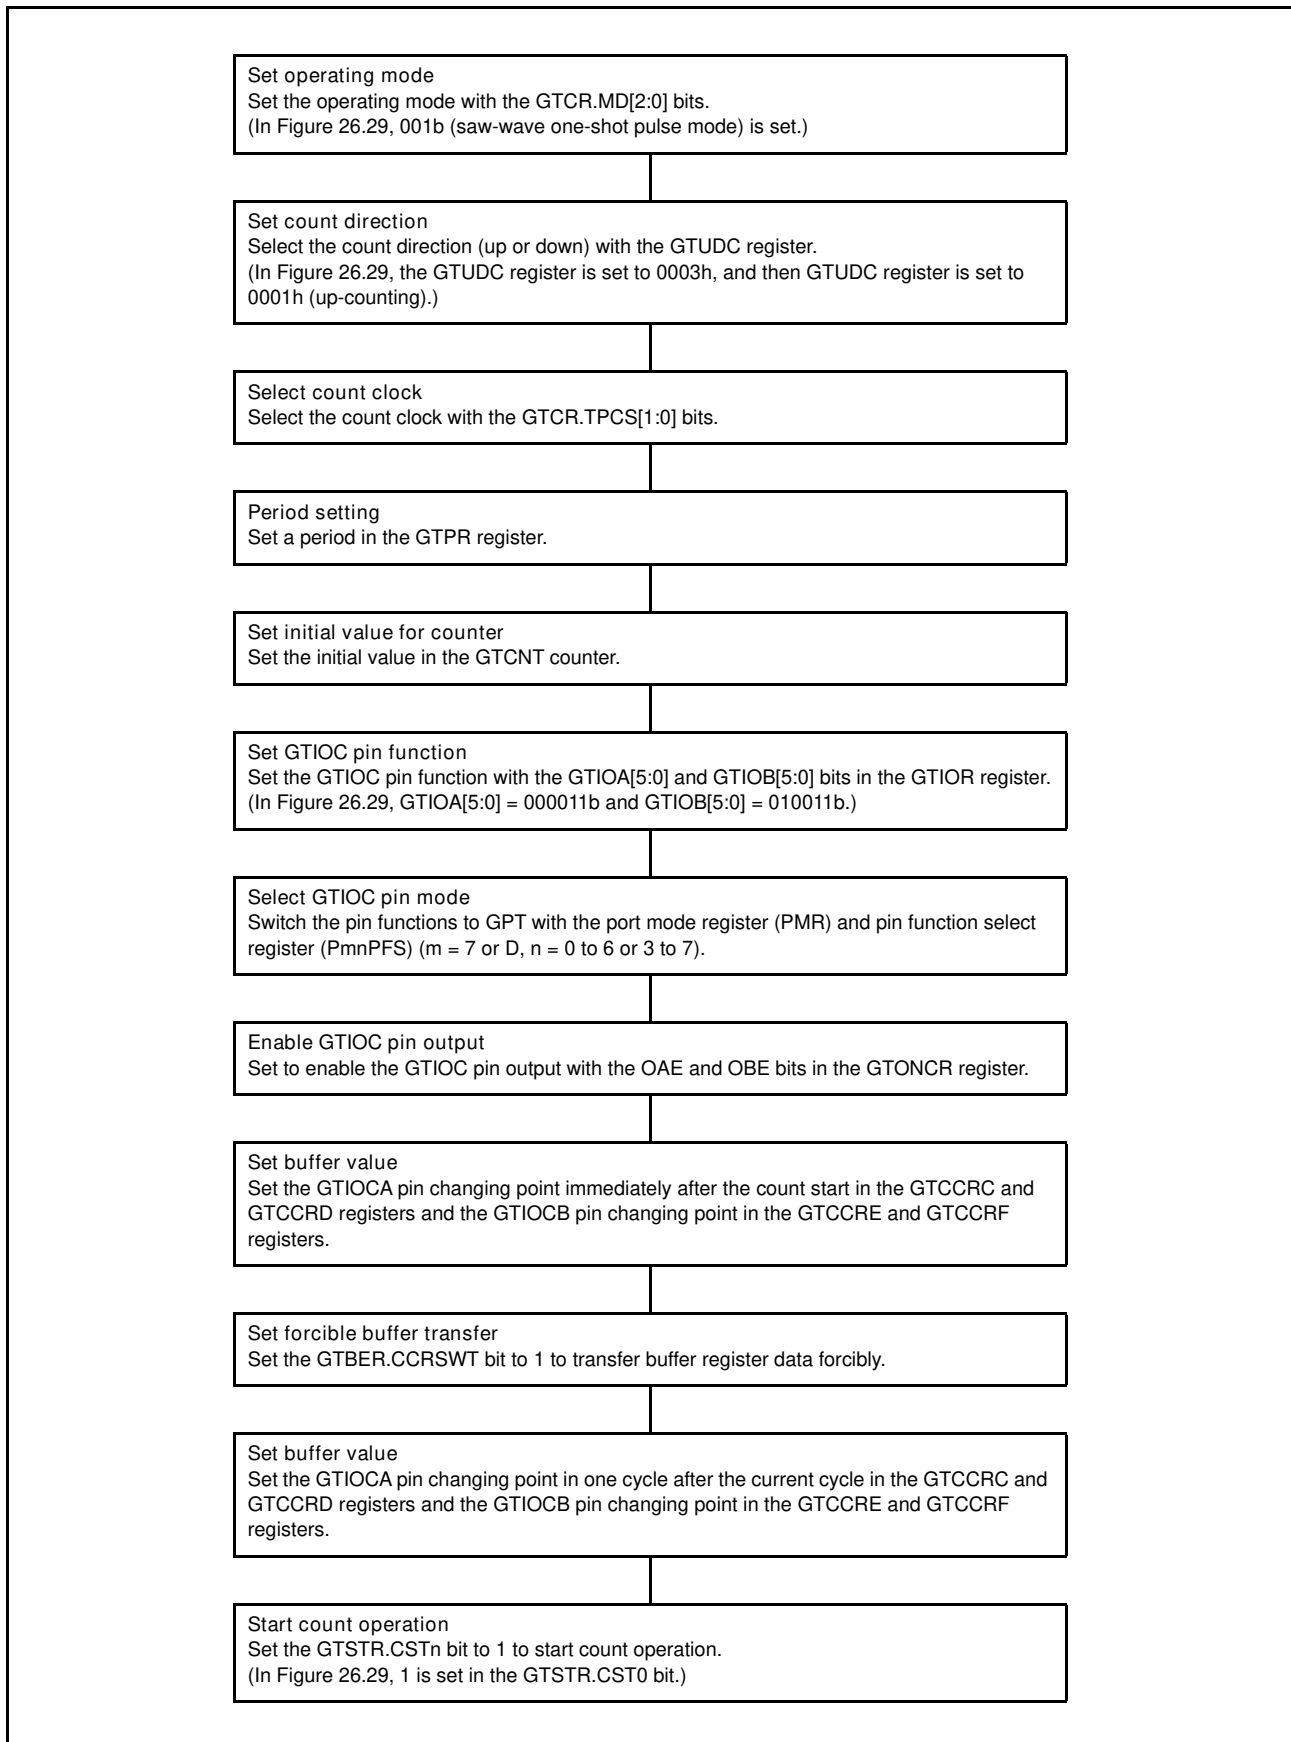 Set operating mode
Set the operating mode with the GTCR.MD[2:0] bits.
(In Figure 26.29, 001b (saw-wave one-shot pulse mode) is set.)
Set count direction
Select the count direction (up or down) with the GTUDC register.
(In Figure 26.29, the GTUDC register is set to 0003h, and then GTUDC register is set to
0001h (up-counting).)
Select count clock
Select the count clock with the GTCR.TPCS[1:0] bits.
Period setting
Set a period in the GTPR register.
Set initial value for counter
Set the initial value in the GTCNT counter.
Set GTIOC pin function
Set the GTIOC pin function with the GTIOA[5:0] and GTIOB[5:0] bits in the GTIOR register.
(In Figure 26.29, GTIOA[5:0] = 000011b and GTIOB[5:0] = 010011b.)
Select GTIOC pin mode
Switch the pin functions to GPT with the port mode register (PMR) and pin function select
register (PmnPFS) (m = 7 or D, n = 0 to 6 or 3 to 7).
Enable GTIOC pin output
Set to enable the GTIOC pin output with the OAE and OBE bits in the GTONCR register.
Set buffer value
Set the GTIOCA pin changing point immediately after the count start in the GTCCRC and
GTCCRD registers and the GTIOCB pin changing point in the GTCCRE and GTCCRF
registers.
Set forcible buffer transfer
Set the GTBER.CCRSWT bit to 1 to transfer buffer register data forcibly.
Set buffer value
Set the GTIOCA pin changing point in one cycle after the current cycle in the GTCCRC and
GTCCRD registers and the GTIOCB pin changing point in the GTCCRE and GTCCRF
registers.
Start count operation
Set the GTSTR.CSTn bit to 1 to start count operation.
(In Figure 26.29, 1 is set in the GTSTR.CST0 bit.)